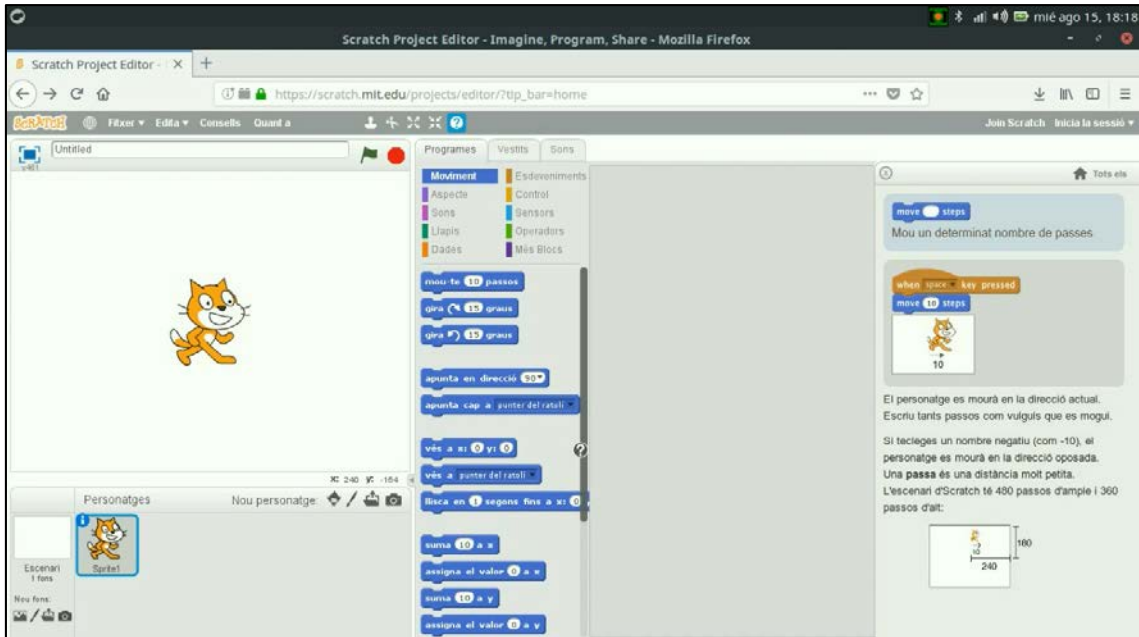 mié ago 15, 18:18
Scratch Project Editor - Imagine, Program, Share - Mozilla Firefox
Scratch Project Editor -
https://scratch.mit.edu/projects/editor/?tip_bar=home
SCRATCH Fitxer Edita Consells Quant a
Join Scratch Inicia la sessió
Untitled
v461
Programes Vestits Sons
Moviment Esdeveniments
Aspecte Control
Sons Sensors
Llapis Operadors
Dades Més Blocs
mou-te 10 passos
gira 15 graus
gira 15 graus
apunta en direcció 90
apunta cap a punter del ratolí
vés a x: 0 y: 0
vés a punter del ratolí
llisca en 1 segons fins a x: 0
suma 10 a x
assigna el valor 0 a x
suma 10 a y
assigna el valor 0 a y
X: 240 y: -164
Personatges Nou personatge:
Escenari
1 fons
Sprite1
Nou fons:
Tots els
move steps
Mou un determinat nombre de passes
when space key pressed
move 10 steps
10
El personatge es mourà en la direcció actual.
Escriu tants passos com vulguis que es mogui.
Si tecleges un nombre negatiu (com -10), el
personatge es mourà en la direcció oposada.
Una passa és una distància molt petita.
L'escenari d'Scratch té 480 passos d'ample i 360
passos d'alt:
10
180
240